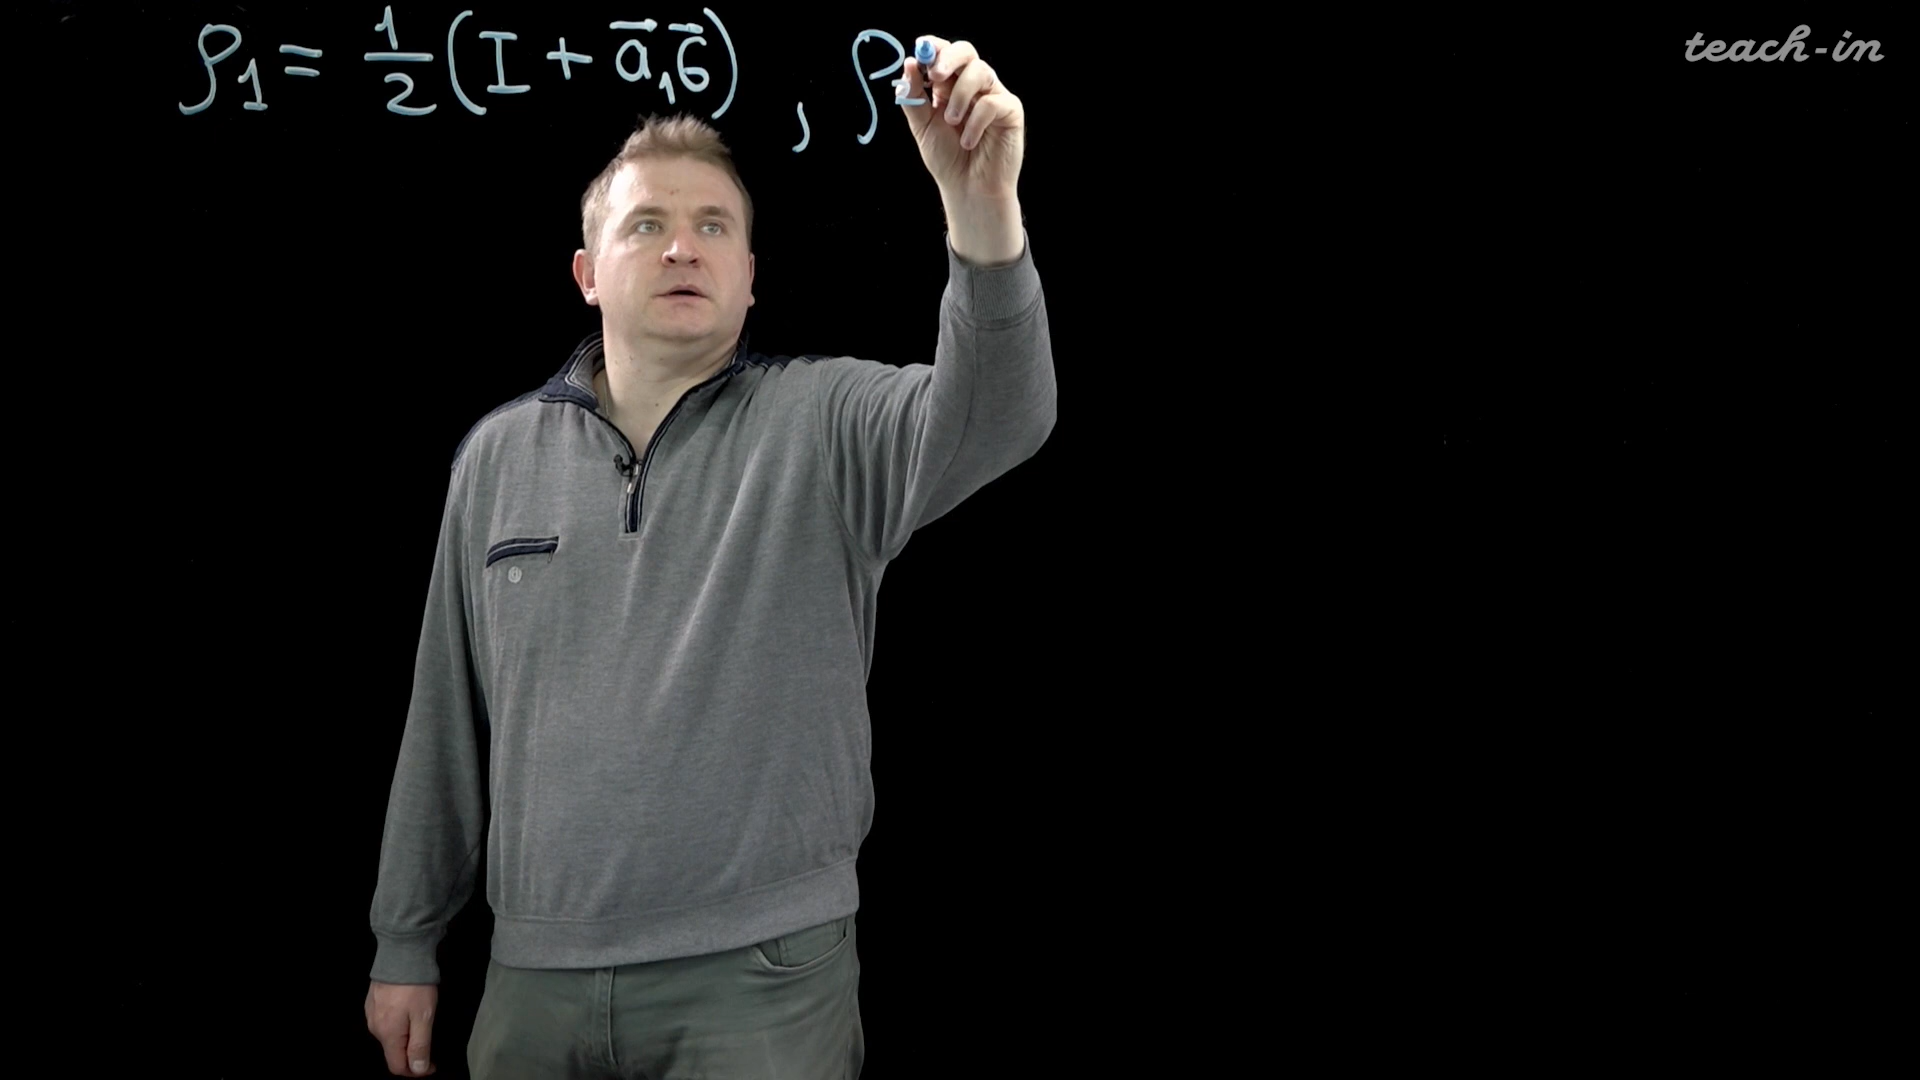 ρ₁ = 1/2 (I + a⃗₁σ⃗) , ρ₂
teach-in